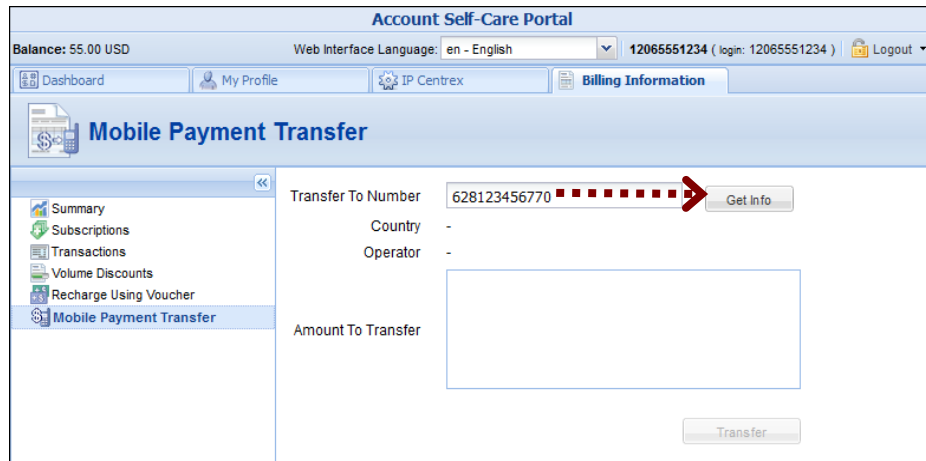 Account Self-Care Portal
Balance: 55.00 USD Web Interface Language: en - English 12065551234 ( login: 12065551234 ) Logout
Dashboard My Profile IP Centrex Billing Information
Mobile Payment Transfer
Summary
Subscriptions
Transactions
Volume Discounts
Recharge Using Voucher
Mobile Payment Transfer
Transfer To Number 628123456770 Get Info
Country -
Operator -
Amount To Transfer
Transfer